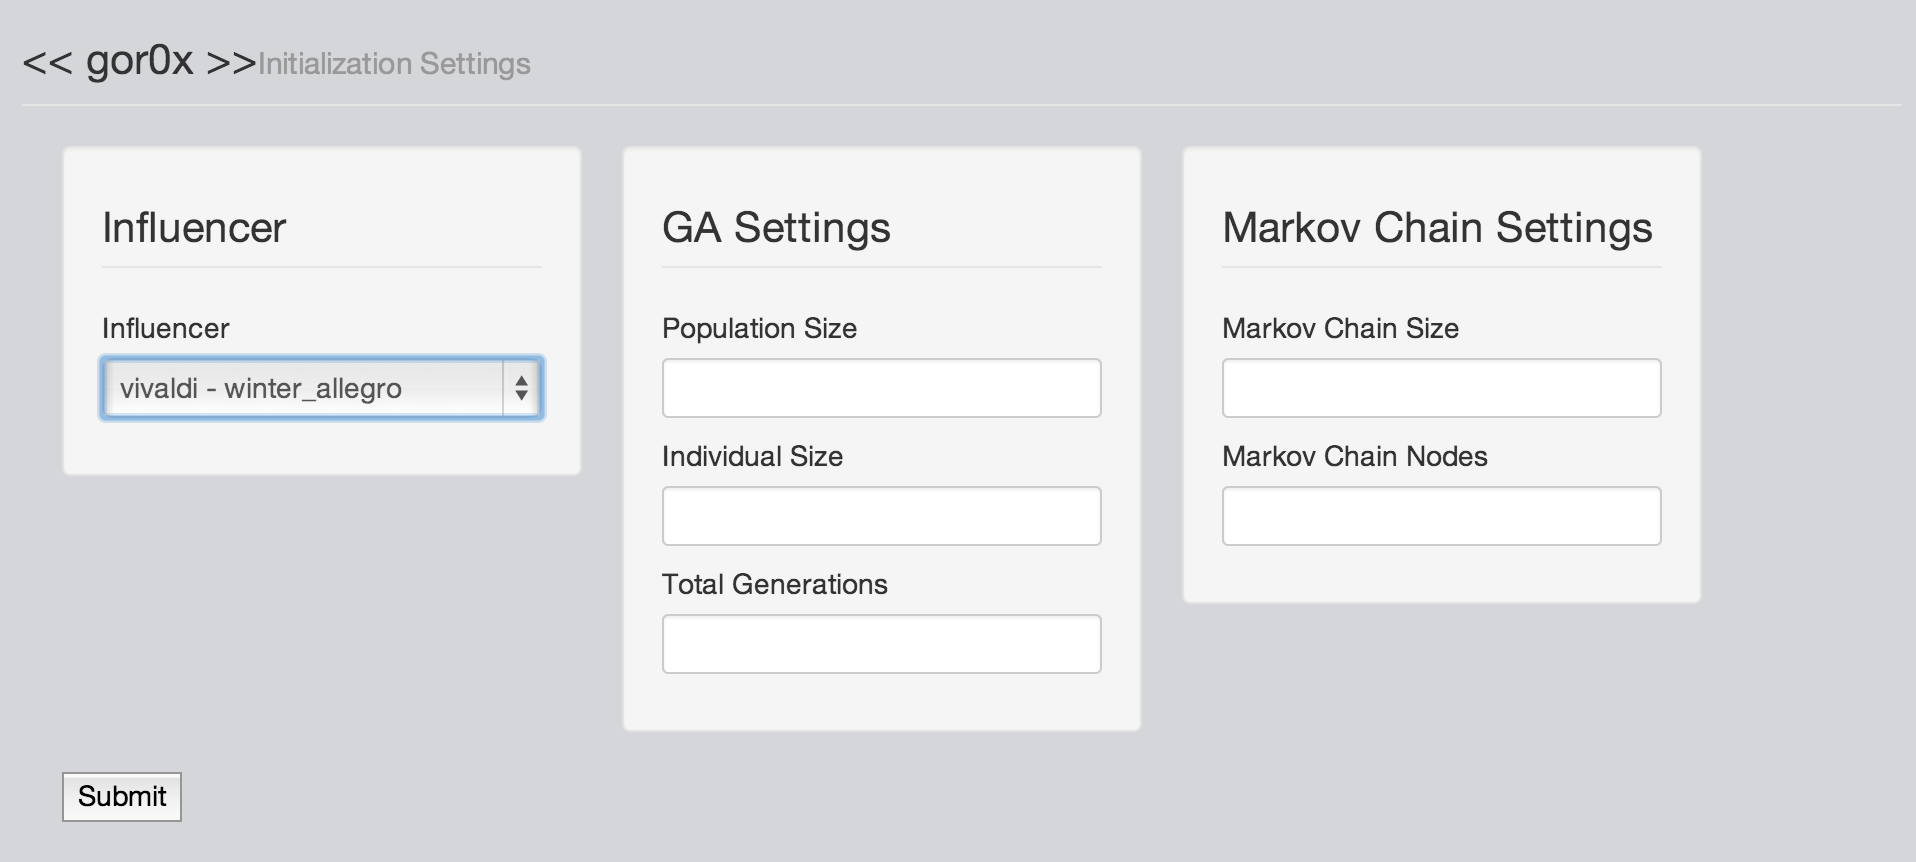 << gor0x >>Initialization Settings
Influencer
Influencer
vivaldi - winter_allegro
GA Settings
Population Size
Individual Size
Total Generations
Markov Chain Settings
Markov Chain Size
Markov Chain Nodes
Submit